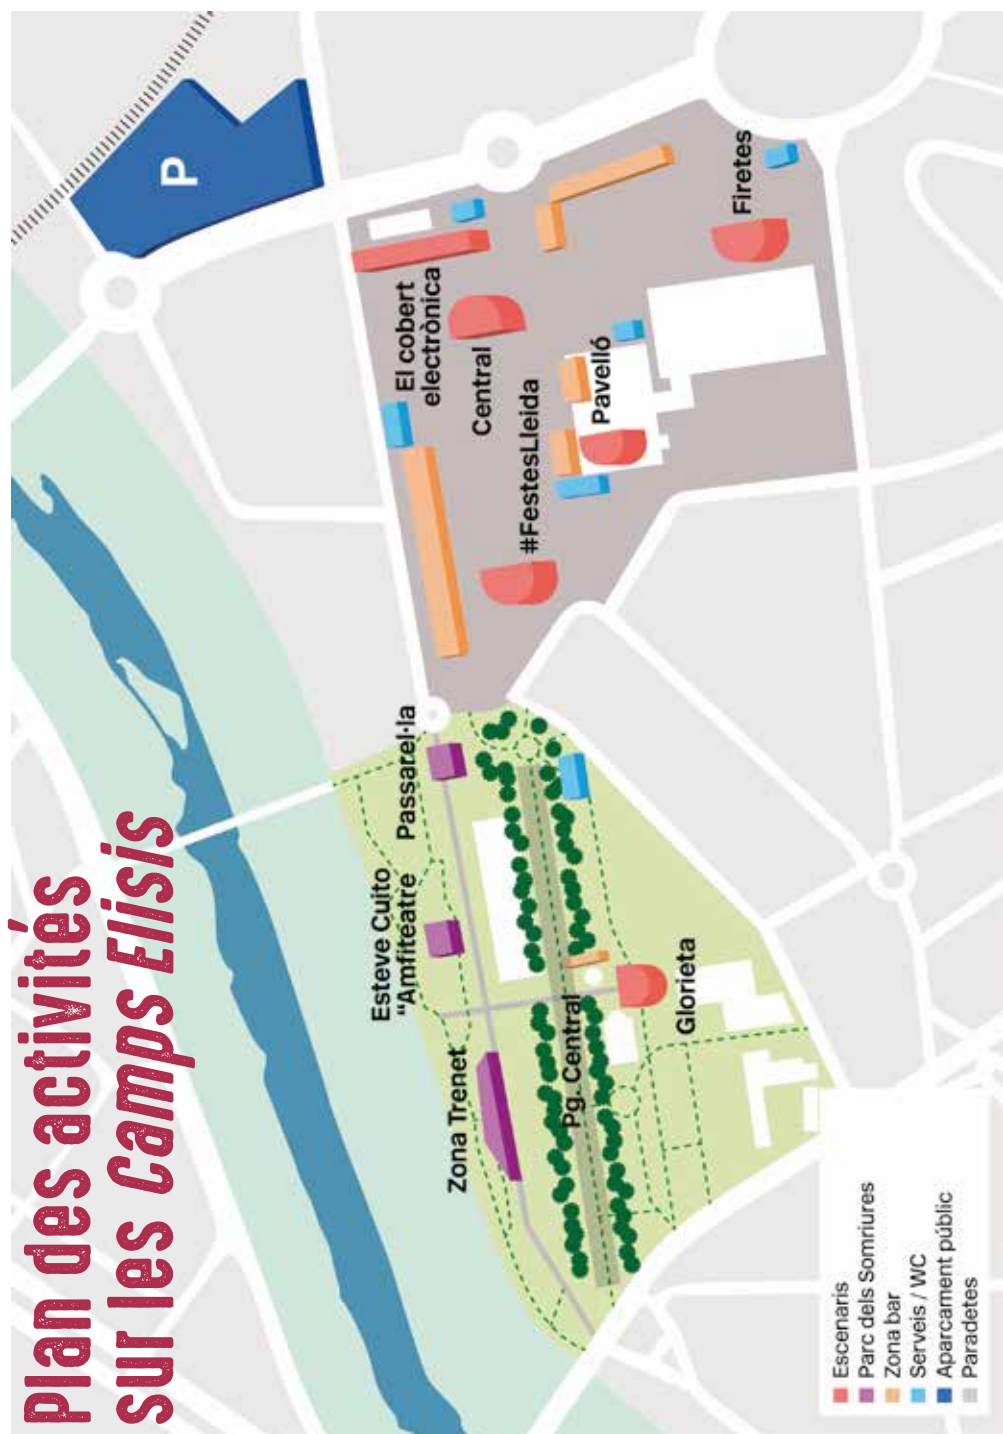 Plan des activités
sur les Camps Elisis
P
El cobert
electrònica
Central
#FestesLleida
Pavelló
Firetes
Passarel·la
Esteve Cuito
"Amfiteatre
Zona Trenet
Pg. Central
Glorieta
Escenaris
Parc dels Somriures
Zona bar
Serveis / WC
Aparcament públic
Paradetes